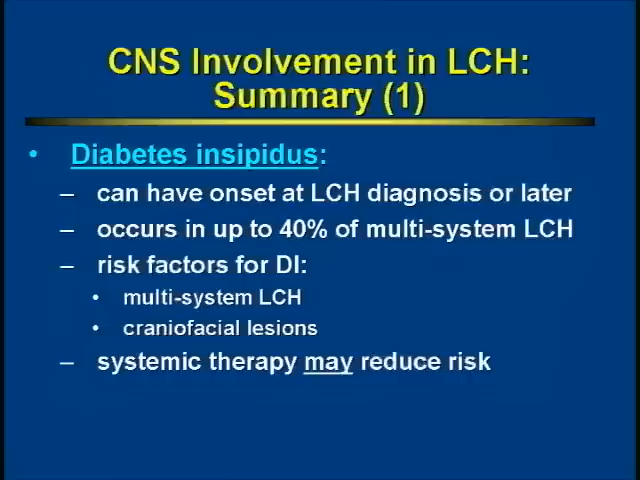 CNS Involvement in LCH:
Summary (1)
• Diabetes insipidus:
– can have onset at LCH diagnosis or later
– occurs in up to 40% of multi-system LCH
– risk factors for DI:
• multi-system LCH
• craniofacial lesions
– systemic therapy may reduce risk